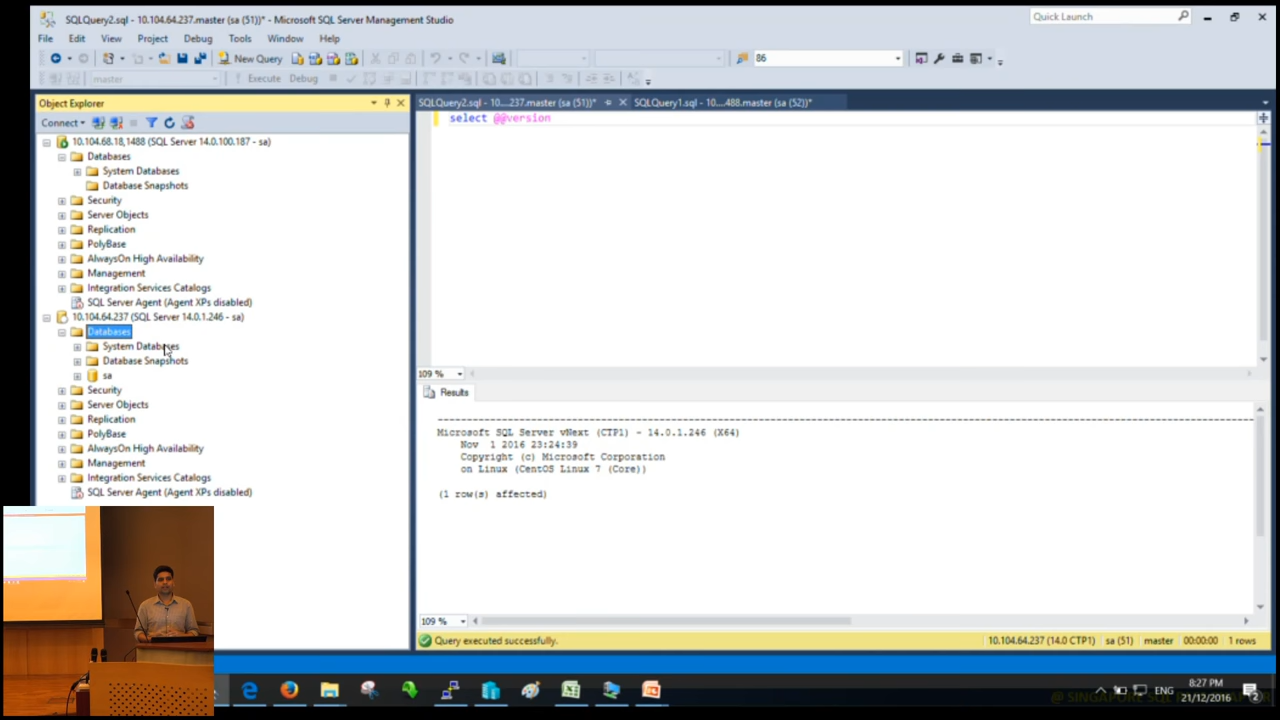 SQLQuery2.sql - 10.104.64.237.master (sa (51))* - Microsoft SQL Server Management Studio
Quick Launch
File Edit View Project Debug Tools Window Help
New Query
86
master
Execute Debug
Object Explorer
SQLQuery2.sql - 10....237.master (sa (51))*
SQLQuery1.sql - 10....488.master (sa (52))*
Connect
select @@version
10.104.68.18,1488 (SQL Server 14.0.100.187 - sa)
Databases
System Databases
Database Snapshots
Security
Server Objects
Replication
PolyBase
AlwaysOn High Availability
Management
Integration Services Catalogs
SQL Server Agent (Agent XPs disabled)
10.104.64.237 (SQL Server 14.0.1.246 - sa)
Databases
System Databases
Database Snapshots
sa
Security
Server Objects
Replication
PolyBase
AlwaysOn High Availability
Management
Integration Services Catalogs
SQL Server Agent (Agent XPs disabled)
109 %
Results
Microsoft SQL Server vNext (CTP1) - 14.0.1.246 (X64)
Nov 1 2016 23:24:39
Copyright (c) Microsoft Corporation
on Linux (CentOS Linux 7 (Core))
(1 row(s) affected)
109 %
Query executed successfully.
10.104.64.237 (14.0 CTP1) sa (51) master 00:00:00 1 rows
ENG
8:27 PM
21/12/2016
2